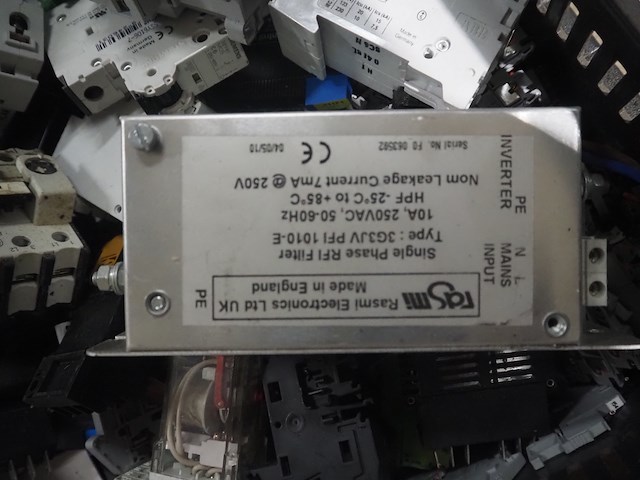 rasmi Rasmi Electronics Ltd UK
Made in England
Single Phase RFI Filter
Type : 3G3JV PFI 1010-E
10A, 250VAC, 50-60Hz
HPF -25°C to +85°C
Nom Leakage Current 7mA @ 250V
Serial No. F0 063582 CE 04/05/10
PE
N L
MAINS
INPUT
PE
INVERTER